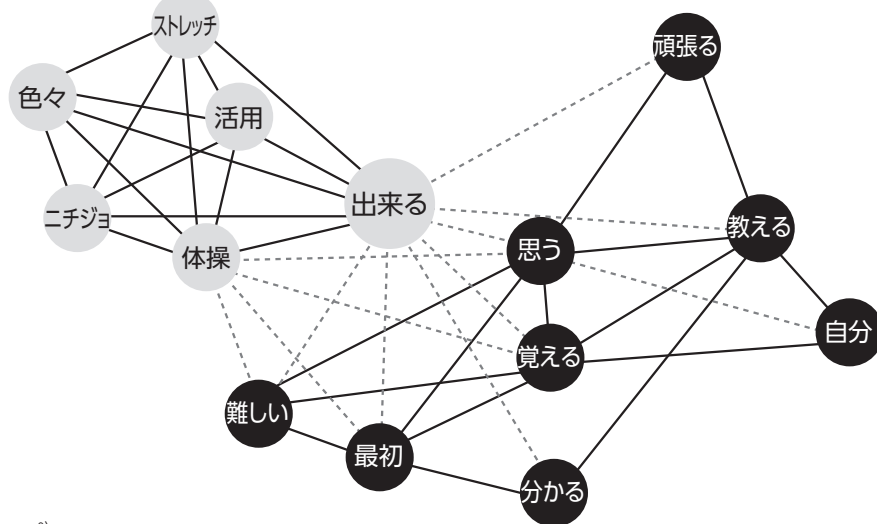 ストレッチ
頑張る
色々
活用
出来る
ニチジョ
教える
体操
思う
自分
覚える
難しい
最初
分かる